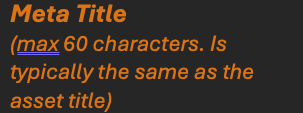 Meta Title
(max 60 characters. Is
typically the same as the
asset title)